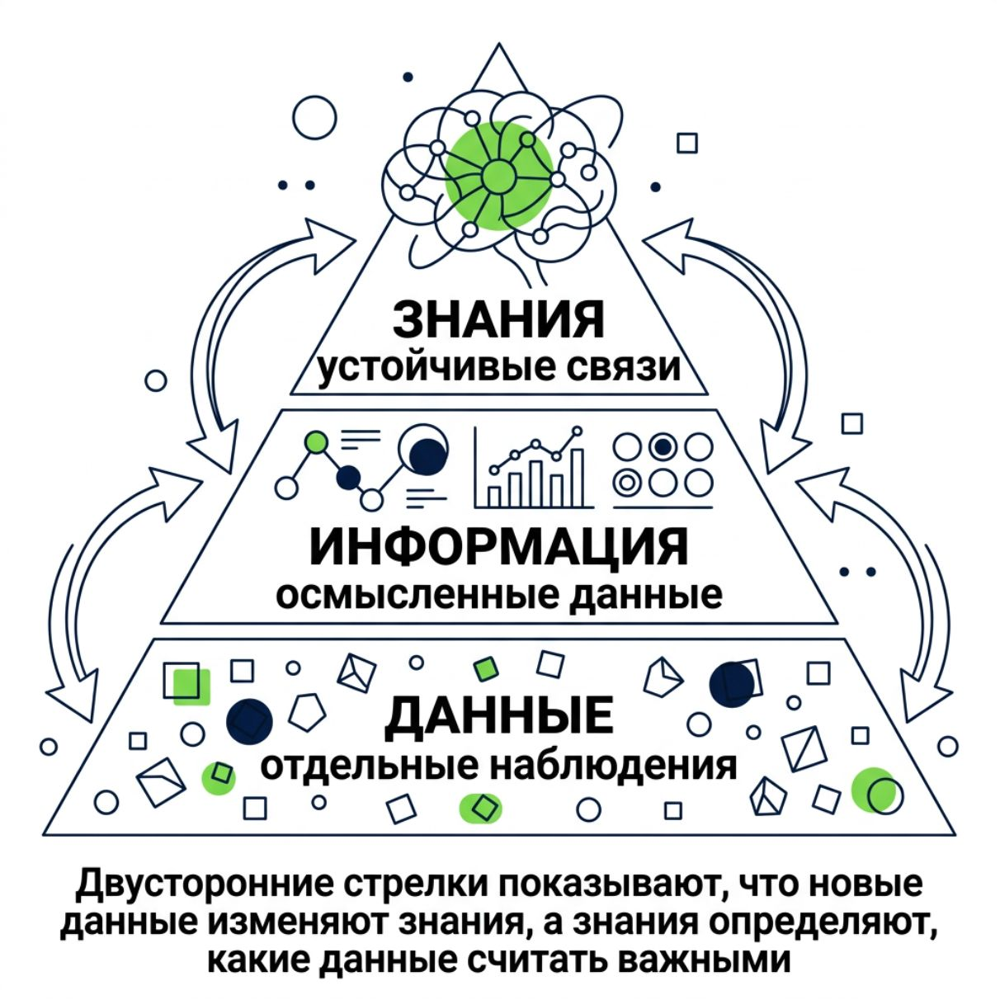 ЗНАНИЯ
устойчивые связи
ИНФОРМАЦИЯ
осмысленные данные
ДАННЫЕ
отдельные наблюдения
Двусторонние стрелки показывают, что новые
данные изменяют знания, а знания определяют,
какие данные считать важными